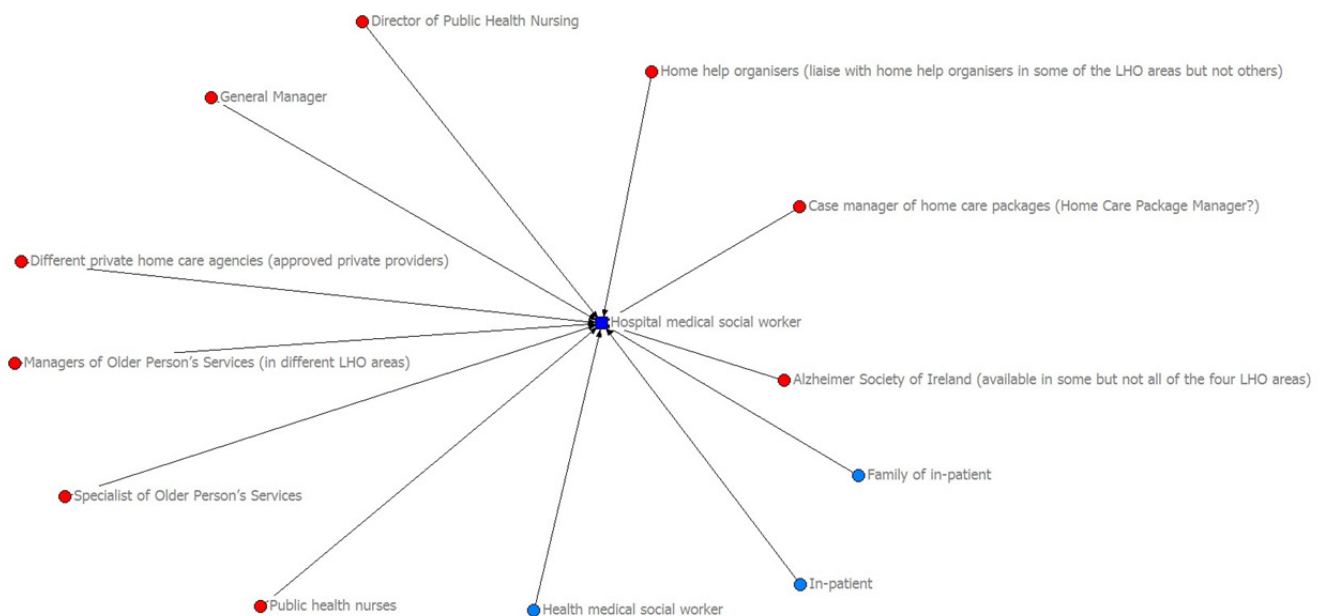 Director of Public Health Nursing
Home help organisers (liaise with home help organisers in some of the LHO areas but not others)
General Manager
Case manager of home care packages (Home Care Package Manager?)
Different private home care agencies (approved private providers)
Hospital medical social worker
Managers of Older Person's Services (in different LHO areas)
Alzheimer Society of Ireland (available in some but not all of the four LHO areas)
Family of in-patient
Specialist of Older Person's Services
In-patient
Public health nurses
Health medical social worker